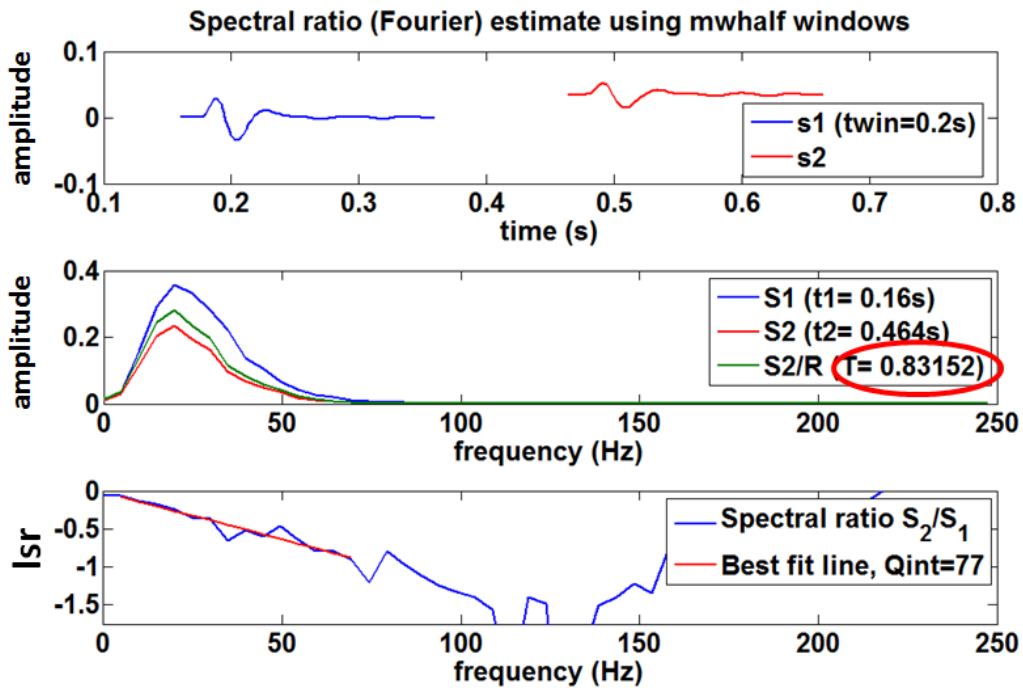 Spectral ratio (Fourier) estimate using mwhalf windows
amplitude
0.1
0
-0.1
s1 (twin=0.2s)
s2
0.1 0.2 0.3 0.4 0.5 0.6 0.7 0.8
time (s)
amplitude
0.4
0.2
0
S1 (t1= 0.16s)
S2 (t2= 0.464s)
S2/R (T= 0.83152)
0 50 100 150 200 250
frequency (Hz)
lsr
0
-0.5
-1
-1.5
Spectral ratio S₂/S₁
Best fit line, Qint=77
0 50 100 150 200 250
frequency (Hz)